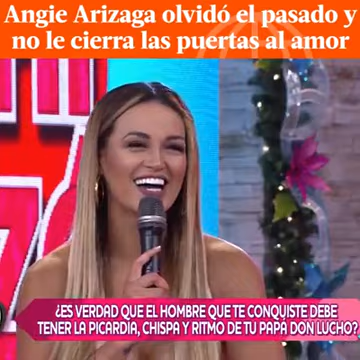 Angie Arizaga olvidó el pasado y
no le cierra las puertas al amor
¿ES VERDAD QUE EL HOMBRE QUE TE CONQUISTE DEBE
TENER LA PICARDÍA, CHISPA Y RITMO DE TU PAPÁ DON LUCHO?